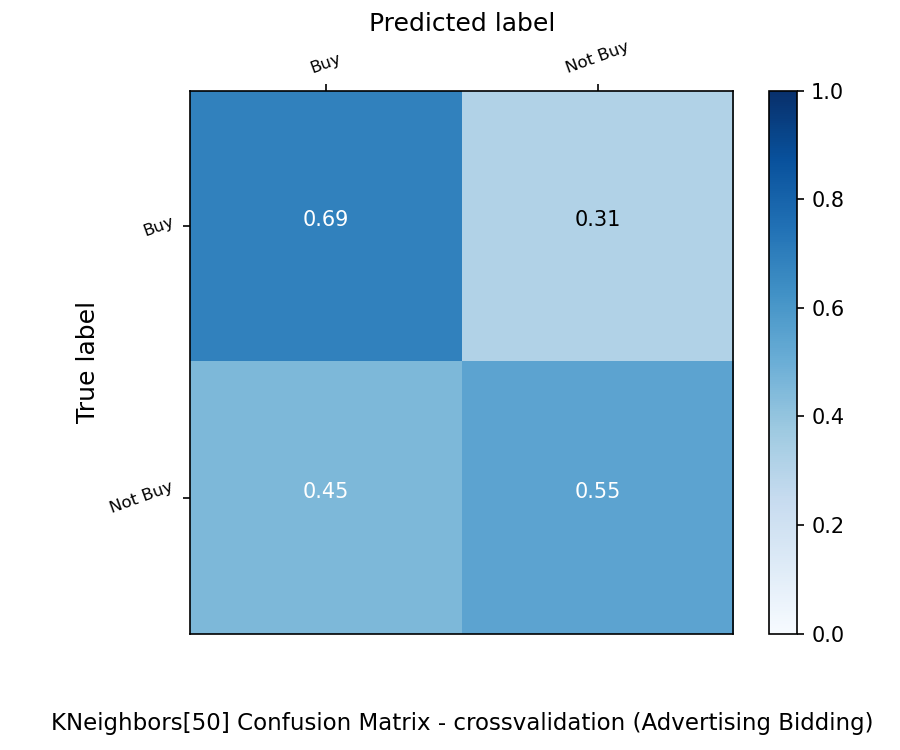 Predicted label
Buy
Not Buy
1.0
0.8
0.6
0.4
0.2
0.0
True label
Buy
Not Buy
0.69
0.31
0.45
0.55
KNeighbors[50] Confusion Matrix - crossvalidation (Advertising Bidding)